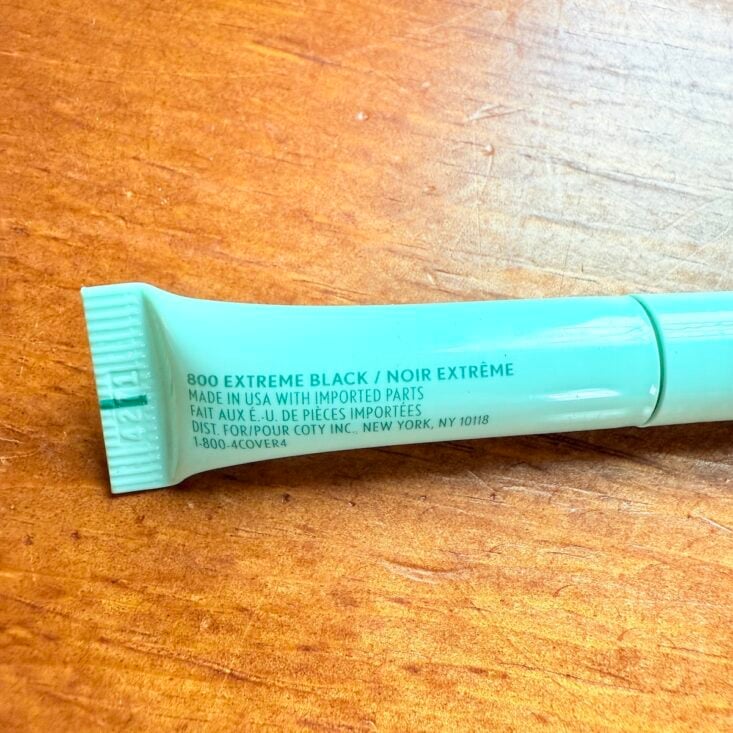 800 EXTREME BLACK / NOIR EXTRÊME
MADE IN USA WITH IMPORTED PARTS
FAIT AUX É.-U. DE PIÈCES IMPORTÉES
DIST. FOR/POUR COTY INC., NEW YORK, NY 10118
1-800-4COVER4